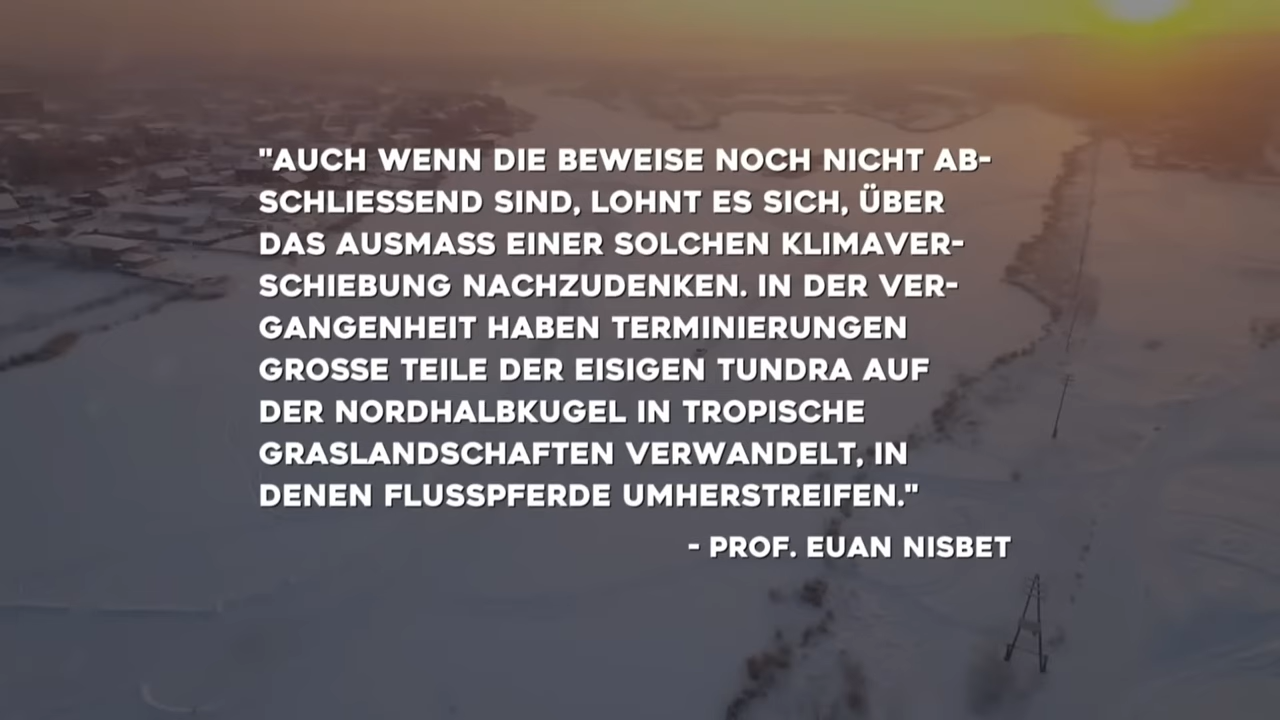 "AUCH WENN DIE BEWEISE NOCH NICHT AB-
SCHLIESSEND SIND, LOHNT ES SICH, ÜBER
DAS AUSMASS EINER SOLCHEN KLIMAVER-
SCHIEBUNG NACHZUDENKEN. IN DER VER-
GANGENHEIT HABEN TERMINIERUNGEN
GROSSE TEILE DER EISIGEN TUNDRA AUF
DER NORDHALBKUGEL IN TROPISCHE
GRASLANDSCHAFTEN VERWANDELT, IN
DENEN FLUSSPFERDE UMHERSTREIFEN."
- PROF. EUAN NISBET